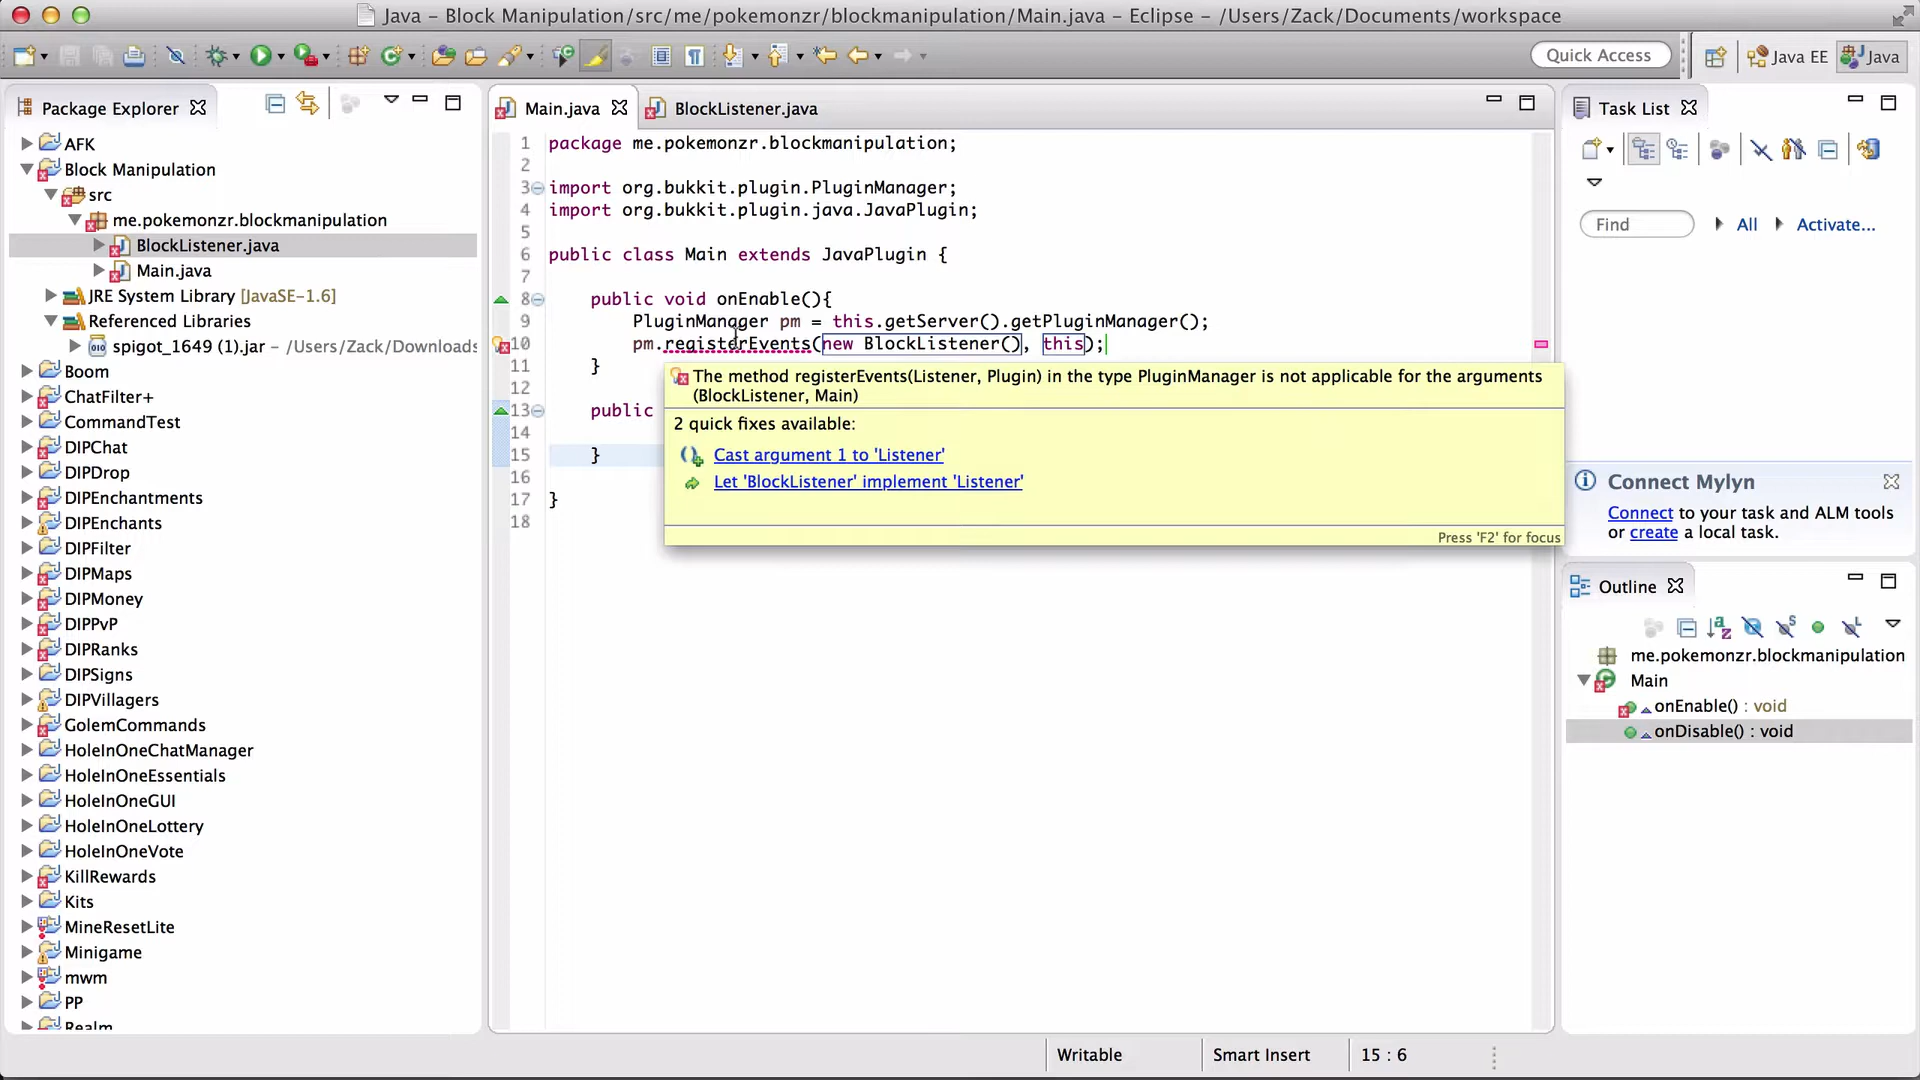 Java – Block Manipulation/src/me/pokemonzr/blockmanipulation/Main.java – Eclipse – /Users/Zack/Documents/workspace
Quick Access
Java EE
Java
Package Explorer
AFK
Block Manipulation
src
me.pokemonzr.blockmanipulation
BlockListener.java
Main.java
JRE System Library [JavaSE-1.6]
Referenced Libraries
spigot_1649 (1).jar – /Users/Zack/Downloads
Boom
ChatFilter+
CommandTest
DIPChat
DIPDrop
DIPEnchantments
DIPEnchants
DIPFilter
DIPMaps
DIPMoney
DIPPvP
DIPRanks
DIPSigns
DIPVillagers
GolemCommands
HoleInOneChatManager
HoleInOneEssentials
HoleInOneGUI
HoleInOneLottery
HoleInOneVote
KillRewards
Kits
MineResetLite
Minigame
mwm
PP
Realm
Main.java
BlockListener.java
1 package me.pokemonzr.blockmanipulation;
2
3 import org.bukkit.plugin.PluginManager;
4 import org.bukkit.plugin.java.JavaPlugin;
5
6 public class Main extends JavaPlugin {
7
8 public void onEnable(){
9 PluginManager pm = this.getServer().getPluginManager();
10 pm.registerEvents(new BlockListener(), this);
11 }
12
13 public
14
15 }
16
17 }
18
The method registerEvents(Listener, Plugin) in the type PluginManager is not applicable for the arguments
(BlockListener, Main)
2 quick fixes available:
Cast argument 1 to 'Listener'
Let 'BlockListener' implement 'Listener'
Press 'F2' for focus
Task List
Find
All
Activate...
Connect Mylyn
Connect to your task and ALM tools
or create a local task.
Outline
me.pokemonzr.blockmanipulation
Main
onEnable() : void
onDisable() : void
Writable
Smart Insert
15 : 6